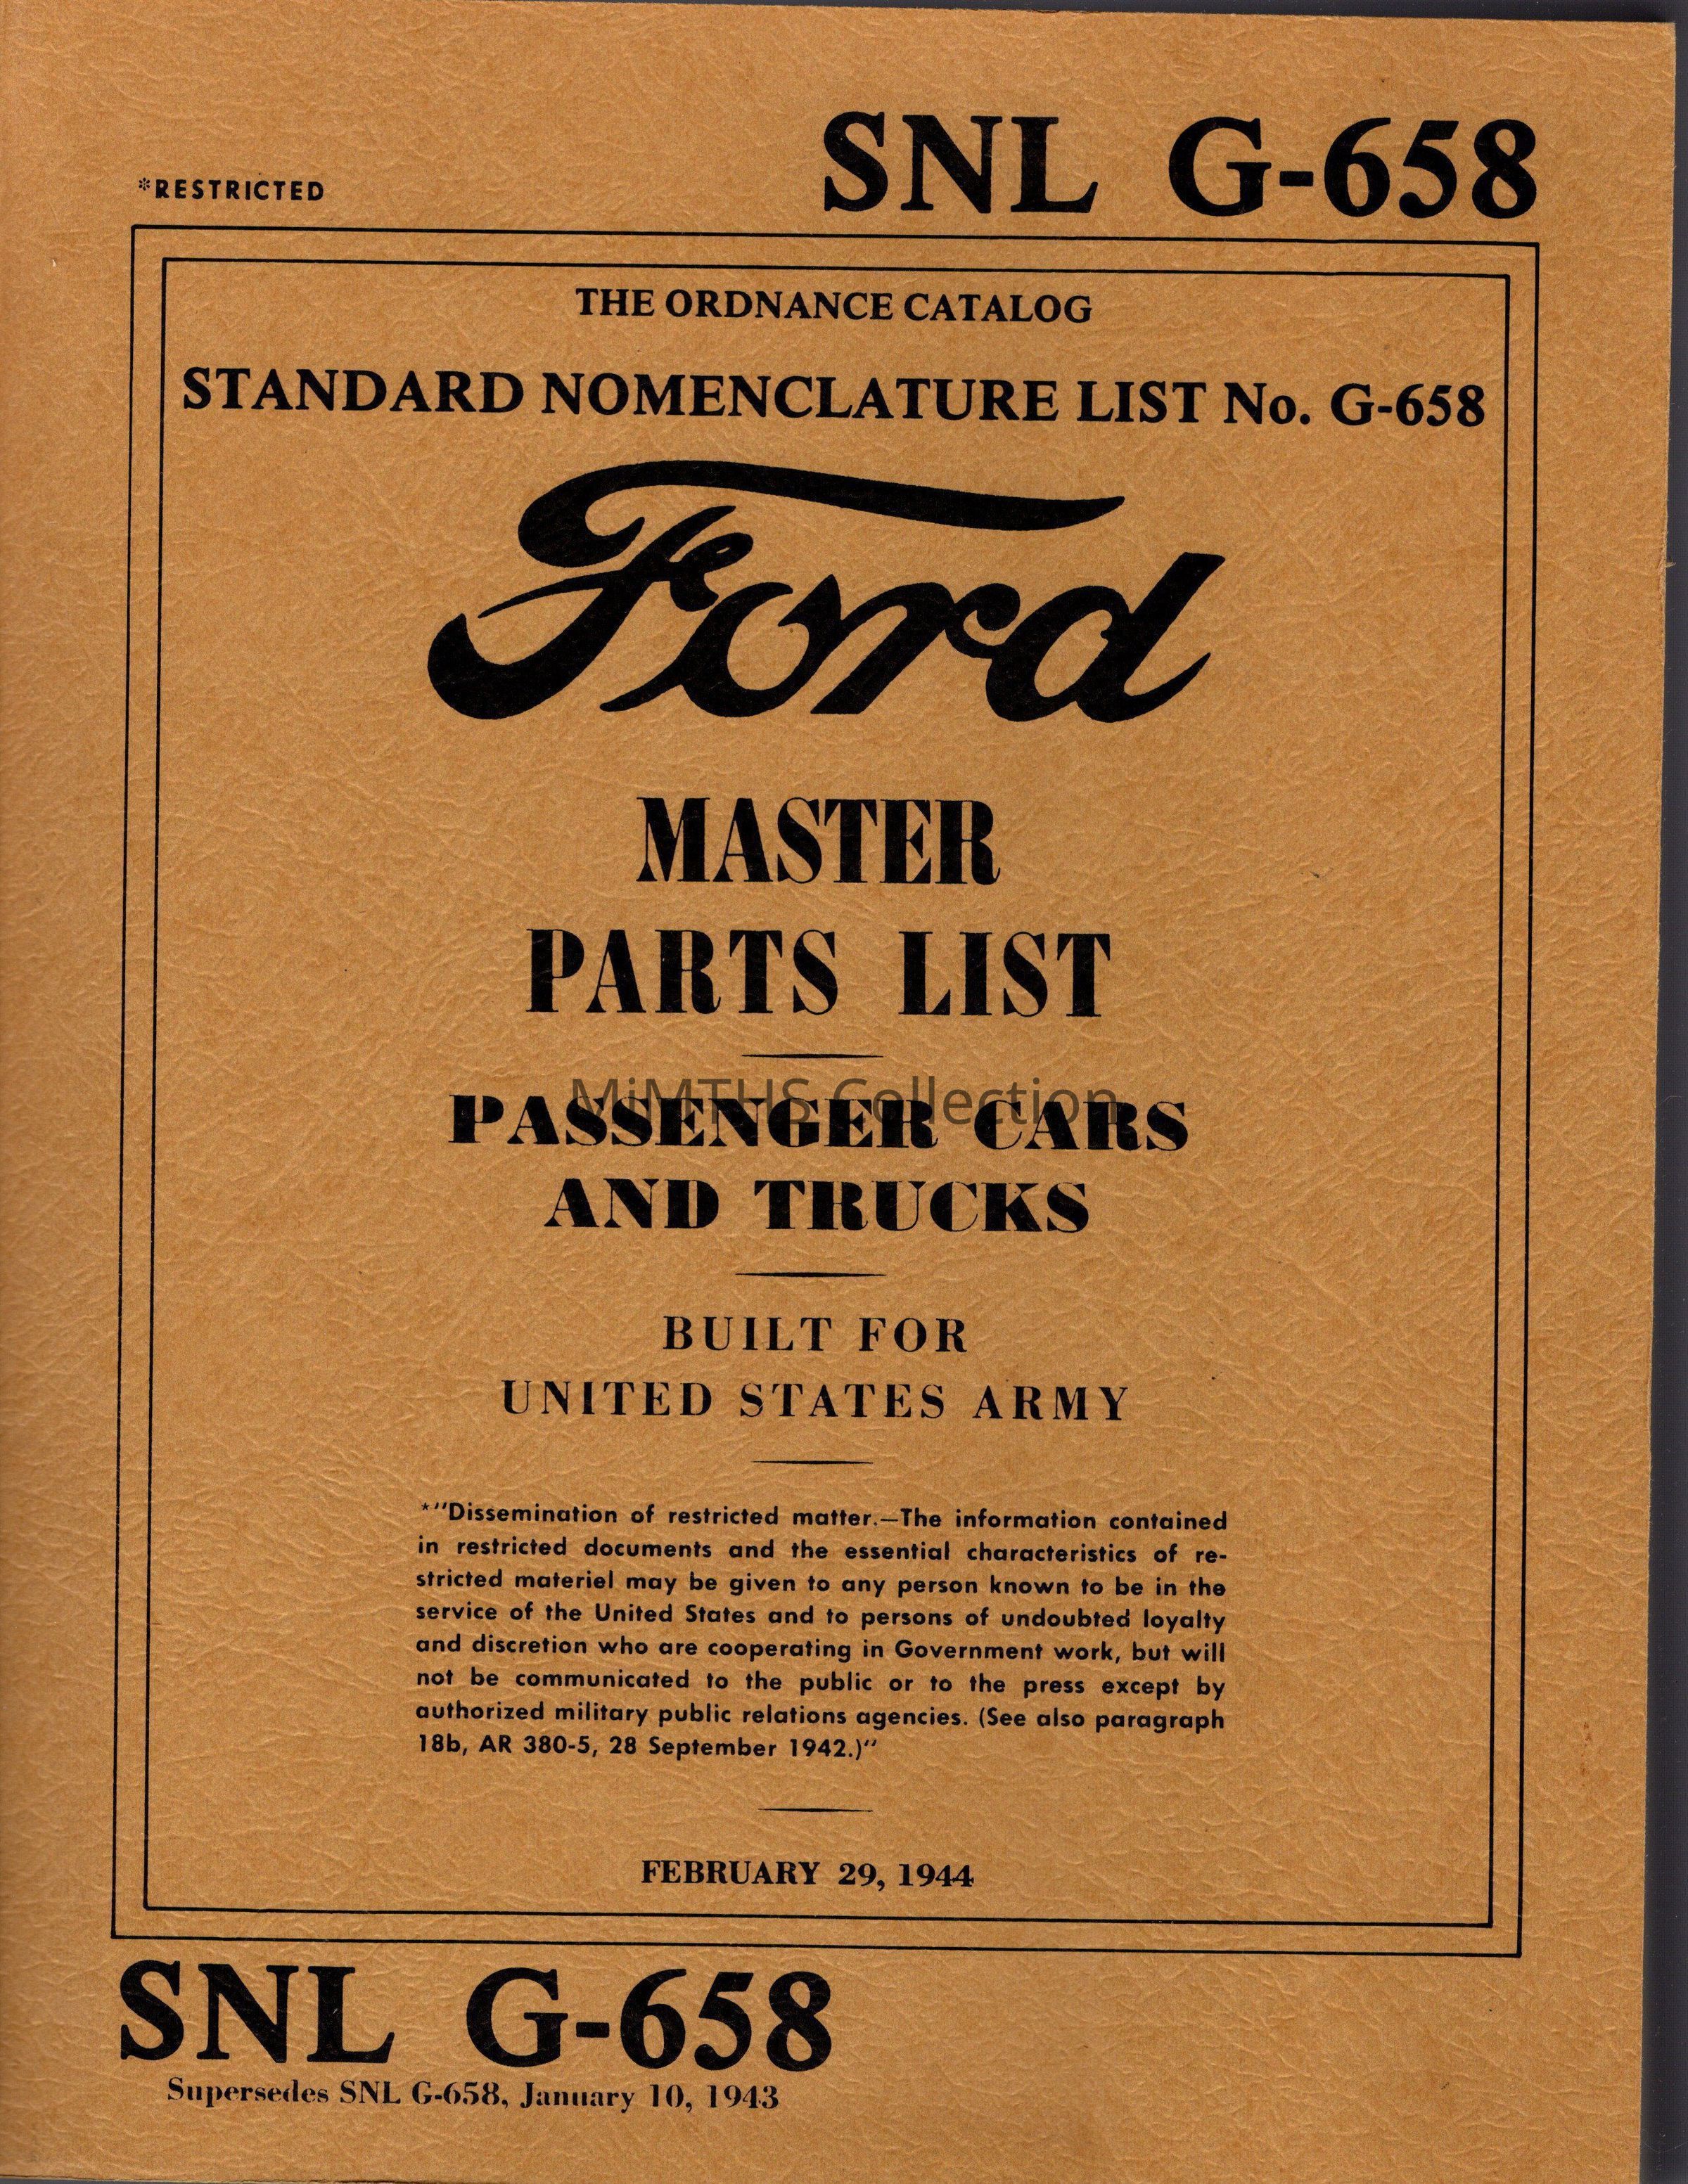 SNL G-658
*RESTRICTED
THE ORDNANCE CATALOG
STANDARD NOMENCLATURE LIST No. G-658
Ford
MASTER
PARTS LIST
MiMTHS Collection
PASSENGER CARS
AND TRUCKS
BUILT FOR
UNITED STATES ARMY
*"Dissemination of restricted matter.—The information contained
in restricted documents and the essential characteristics of re-
stricted materiel may be given to any person known to be in the
service of the United States and to persons of undoubted loyalty
and discretion who are cooperating in Government work, but will
not be communicated to the public or to the press except by
authorized military public relations agencies. (See also paragraph
18b, AR 380-5, 28 September 1942.)"
FEBRUARY 29, 1944
SNL G-658
Supersedes SNL G-658, January 10, 1943